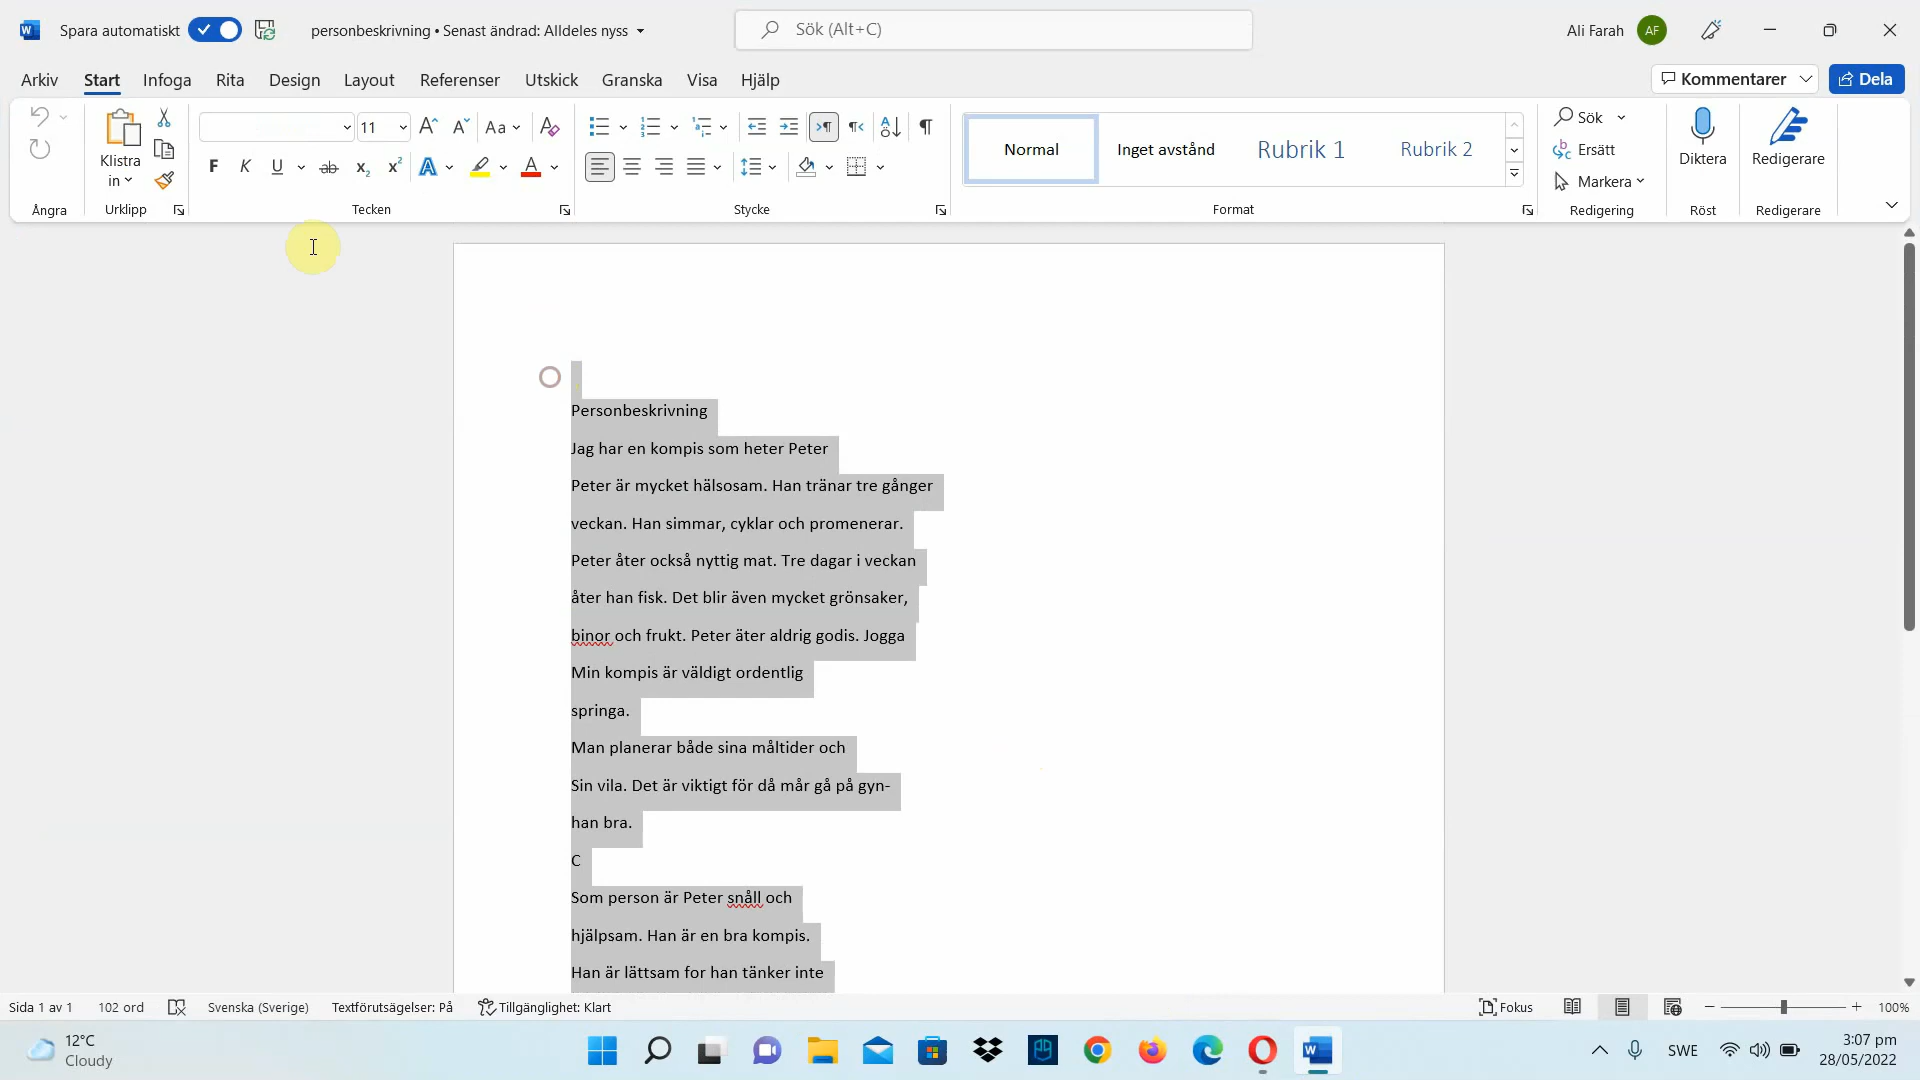 Spara automatiskt
personbeskrivning • Senast ändrad: Alldeles nyss
Sök (Alt+C)
Ali Farah
AF
Arkiv
Start
Infoga
Rita
Design
Layout
Referenser
Utskick
Granska
Visa
Hjälp
Kommentarer
Dela
Klistra
in
Ångra
Urklipp
11
Aa
F
K
U
ab
Tecken
Stycke
Normal
Inget avstånd
Rubrik 1
Rubrik 2
Format
Sök
Ersätt
Markera
Redigering
Diktera
Röst
Redigerare
Redigerare
Personbeskrivning
Jag har en kompis som heter Peter
Peter är mycket hälsosam. Han tränar tre gånger
veckan. Han simmar, cyklar och promenerar.
Peter åter också nyttig mat. Tre dagar i veckan
åter han fisk. Det blir även mycket grönsaker,
binor och frukt. Peter äter aldrig godis. Jogga
Min kompis är väldigt ordentlig
springa.
Man planerar både sina måltider och
Sin vila. Det är viktigt för då mår gå på gyn-
han bra.
C
Som person är Peter snåll och
hjälpsam. Han är en bra kompis.
Han är lättsam for han tänker inte
Sida 1 av 1
102 ord
Svenska (Sverige)
Textförutsägelser: På
Tillgänglighet: Klart
Fokus
100%
12°C
Cloudy
SWE
3:07 pm
28/05/2022